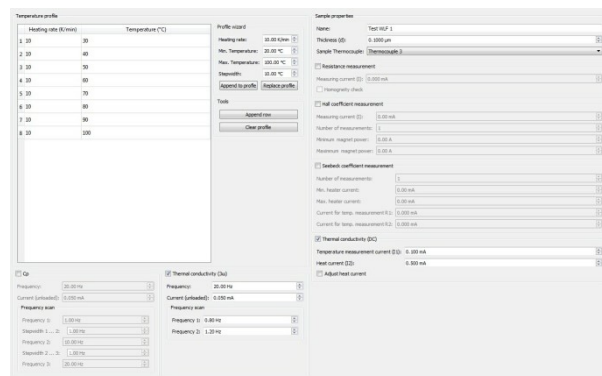 Temperature profile
Heating rate (K/min) Temperature (°C)
1 10 30
2 10 40
3 10 50
4 10 60
5 10 70
6 10 80
7 10 90
8 10 100
Profile wizard
Heating rate: 10.00 K/min
Min. Temperature: 20.00 °C
Max. Temperature: 100.00 °C
Stepwidth: 10.00 °C
Append to profile Replace profile
Tools
Append row
Clear profile
Cp
Frequency: 20.00 Hz
Current (unloaded): 0.050 mA
Frequency scan
Frequency 1: 5.00 Hz
Stepwidth 1 ... 2: 1.00 Hz
Frequency 2: 10.00 Hz
Stepwidth 2 ... 3: 1.00 Hz
Frequency 3: 20.00 Hz
Thermal conductivity (3ω)
Frequency: 20.00 Hz
Current (unloaded): 0.050 mA
Frequency scan
Frequency 1: 0.80 Hz
Frequency 2: 1.20 Hz
Sample properties
Name: Test WLF 1
Thickness (d): 0.1000 µm
Sample Thermocouple: Thermocouple 3
Resistance measurement
Measuring current (I): 0.000 mA
Homogneity check
Hall coefficient measurement
Measuring current (I): 0.00 mA
Number of measurements: 1
Minimum magnet power: 0.00 A
Maximum magnet power: 0.00 A
Seebeck coefficient measurement
Number of measurements: 1
Min. heater current: 0.00 mA
Max. heater current: 0.00 mA
Current for temp. measurement R1: 0.000 mA
Current for temp. measurement R2: 0.000 mA
Thermal conductivity (DC)
Temperature measurement current (I1): 0.100 mA
Heat current (I2): 0.500 mA
Adjust heat current